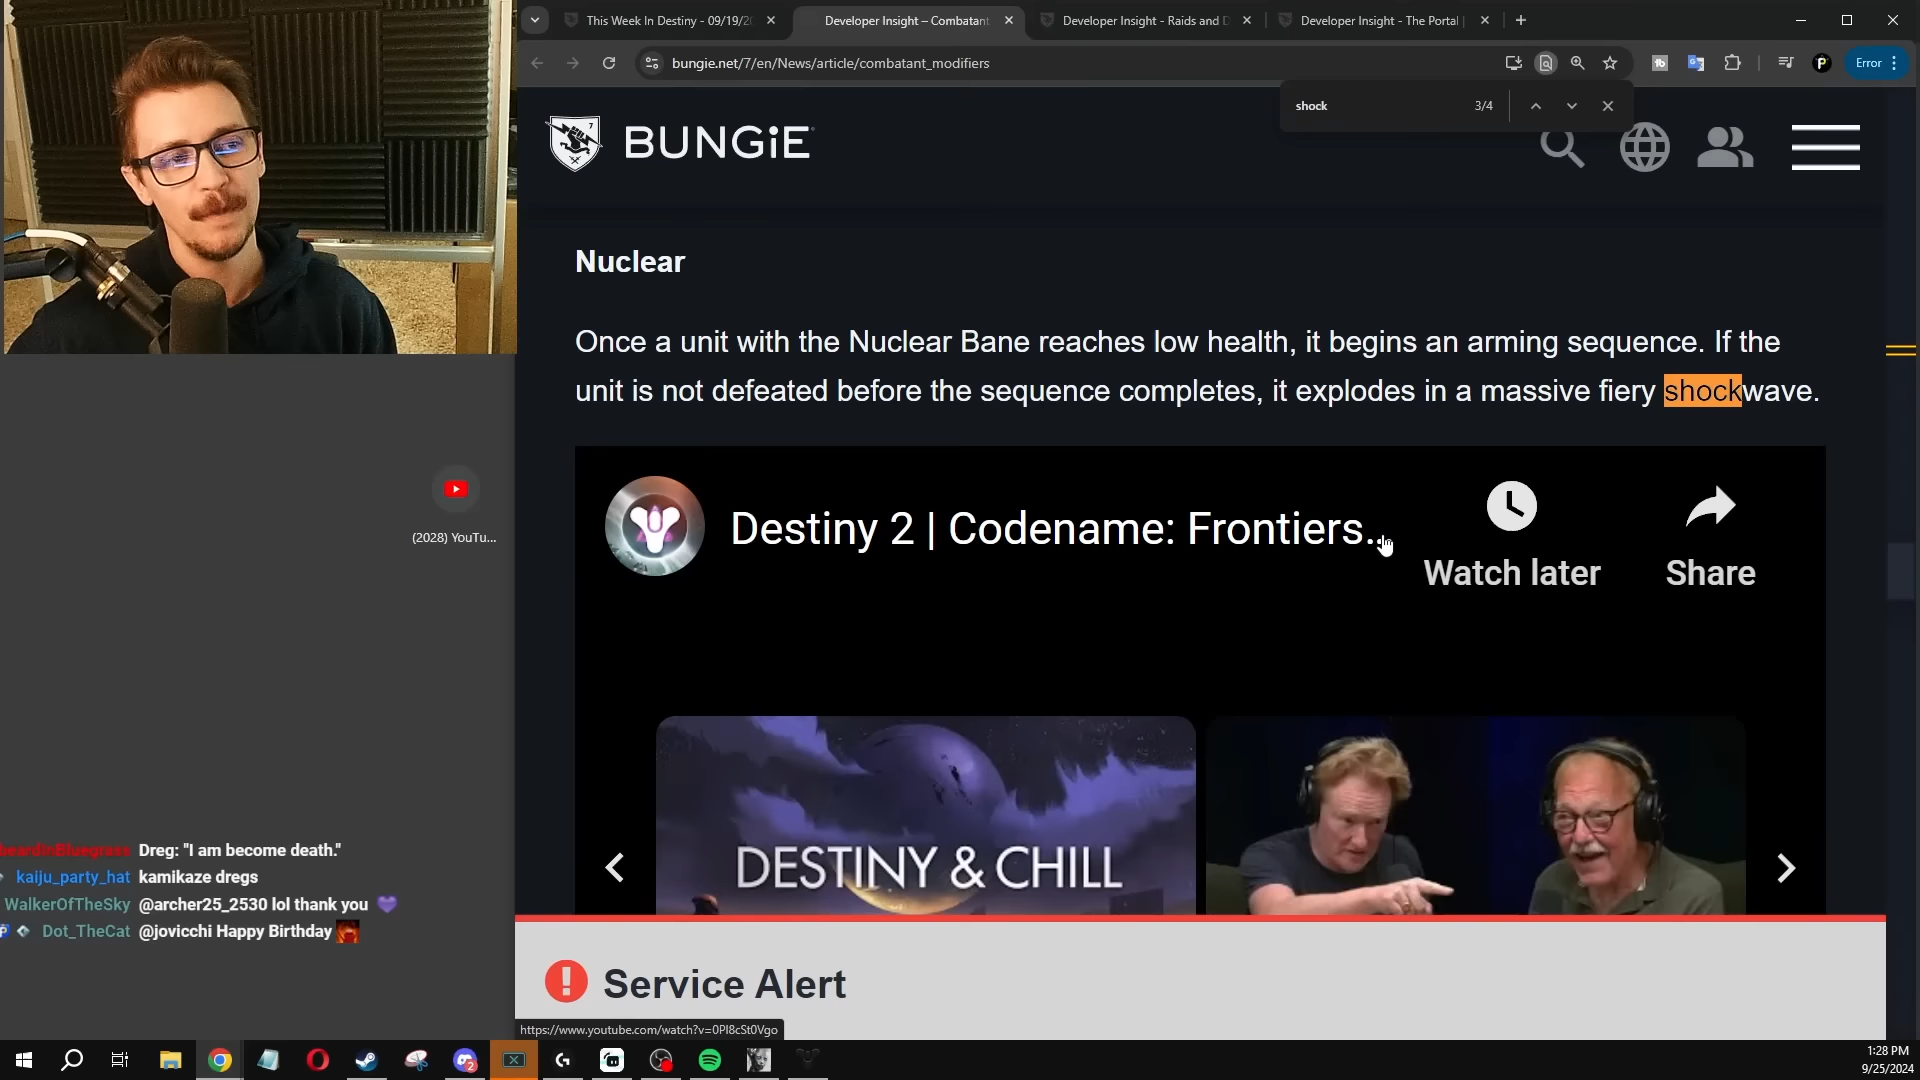 This Week In Destiny - 09/19/2
Developer Insight – Combatant
Developer Insight - Raids and D
Developer Insight - The Portal |
bungie.net/7/en/News/article/combatant_modifiers
Error
shock
3/4
7
BUNGiE
Nuclear
Once a unit with the Nuclear Bane reaches low health, it begins an arming sequence. If the
unit is not defeated before the sequence completes, it explodes in a massive fiery shockwave.
Destiny 2 | Codename: Frontiers...
Watch later
Share
DESTINY & CHILL
(2028) YouTu...
beardinBluegrass Dreg: "I am become death."
kaiju_party_hat kamikaze dregs
WalkerOfTheSky @archer25_2530 lol thank you
Dot_TheCat @jovicchi Happy Birthday
Service Alert
https://www.youtube.com/watch?v=0PI8cSt0Vgo
2
1:28 PM
9/25/2024